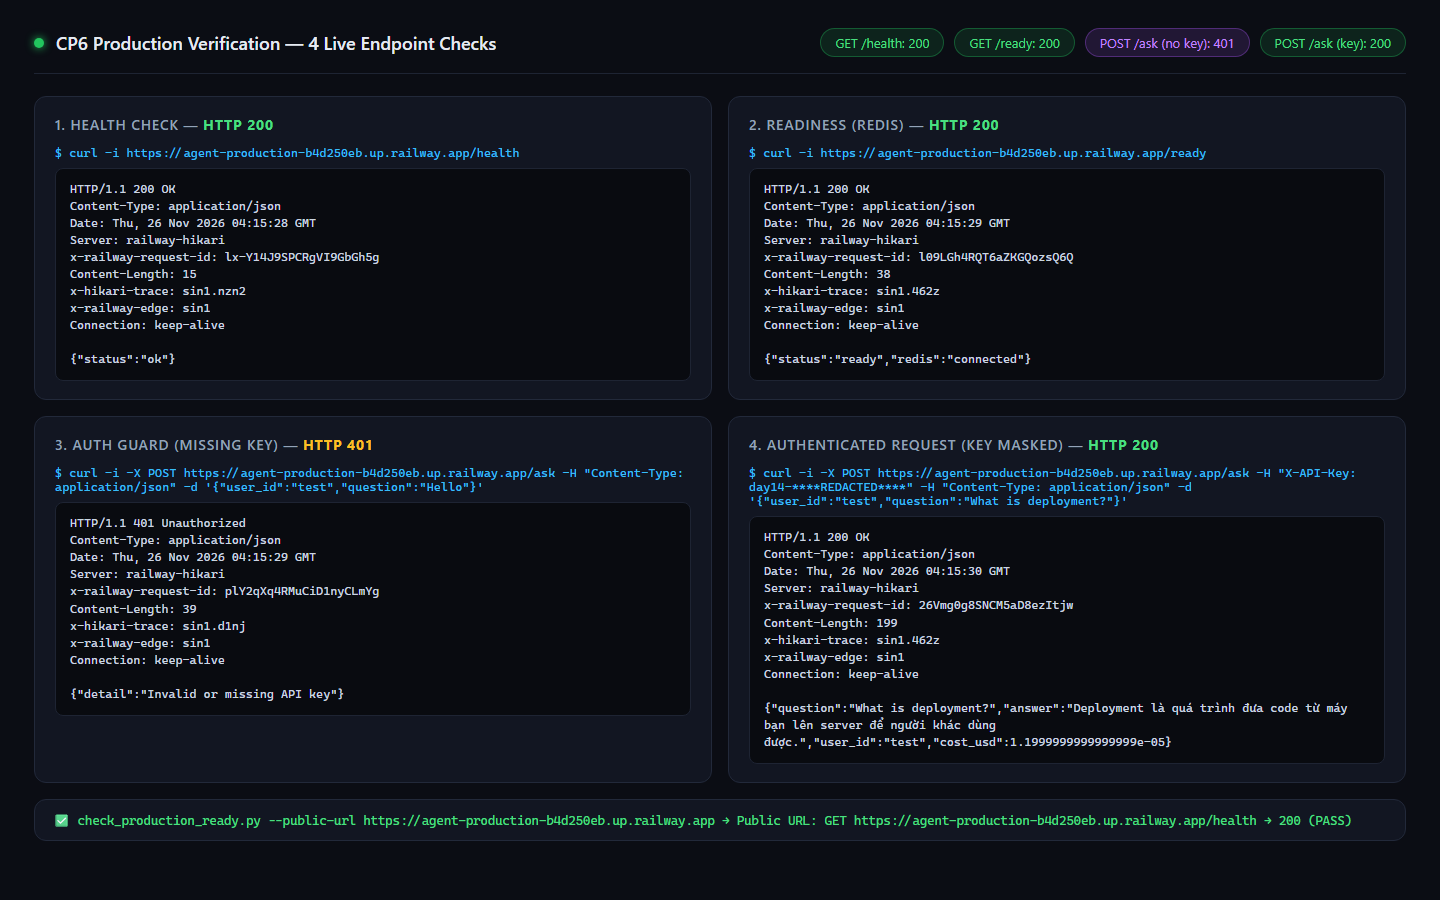 CP6 Production Verification — 4 Live Endpoint Checks
GET /health: 200
GET /ready: 200
POST /ask (no key): 401
POST /ask (key): 200
1. HEALTH CHECK — HTTP 200
$ curl -i https://agent-production-b4d250eb.up.railway.app/health
HTTP/1.1 200 OK
Content-Type: application/json
Date: Thu, 26 Nov 2026 04:15:28 GMT
Server: railway-hikari
x-railway-request-id: lx-Y14J9SPCRgVI9GbGh5g
Content-Length: 15
x-hikari-trace: sin1.nzn2
x-railway-edge: sin1
Connection: keep-alive
{"status":"ok"}
2. READINESS (REDIS) — HTTP 200
$ curl -i https://agent-production-b4d250eb.up.railway.app/ready
HTTP/1.1 200 OK
Content-Type: application/json
Date: Thu, 26 Nov 2026 04:15:29 GMT
Server: railway-hikari
x-railway-request-id: l09LGh4RQT6aZKGQozsQ6Q
Content-Length: 38
x-hikari-trace: sin1.462z
x-railway-edge: sin1
Connection: keep-alive
{"status":"ready","redis":"connected"}
3. AUTH GUARD (MISSING KEY) — HTTP 401
$ curl -i -X POST https://agent-production-b4d250eb.up.railway.app/ask -H "Content-Type:
application/json" -d '{"user_id":"test","question":"Hello"}'
HTTP/1.1 401 Unauthorized
Content-Type: application/json
Date: Thu, 26 Nov 2026 04:15:29 GMT
Server: railway-hikari
x-railway-request-id: plY2qXq4RMuCiD1nyCLmYg
Content-Length: 39
x-hikari-trace: sin1.d1nj
x-railway-edge: sin1
Connection: keep-alive
{"detail":"Invalid or missing API key"}
4. AUTHENTICATED REQUEST (KEY MASKED) — HTTP 200
$ curl -i -X POST https://agent-production-b4d250eb.up.railway.app/ask -H "X-API-Key:
day14-****REDACTED****" -H "Content-Type: application/json" -d
'{"user_id":"test","question":"What is deployment?"}'
HTTP/1.1 200 OK
Content-Type: application/json
Date: Thu, 26 Nov 2026 04:15:30 GMT
Server: railway-hikari
x-railway-request-id: 26Vmg0g8SNCM5aD8ezItjw
Content-Length: 199
x-hikari-trace: sin1.462z
x-railway-edge: sin1
Connection: keep-alive
{"question":"What is deployment?","answer":"Deployment là quá trình đưa code từ máy
bạn lên server để người khác dùng
được.","user_id":"test","cost_usd":1.1999999999999999e-05}
✅ check_production_ready.py --public-url https://agent-production-b4d250eb.up.railway.app → Public URL: GET https://agent-production-b4d250eb.up.railway.app/health → 200 (PASS)